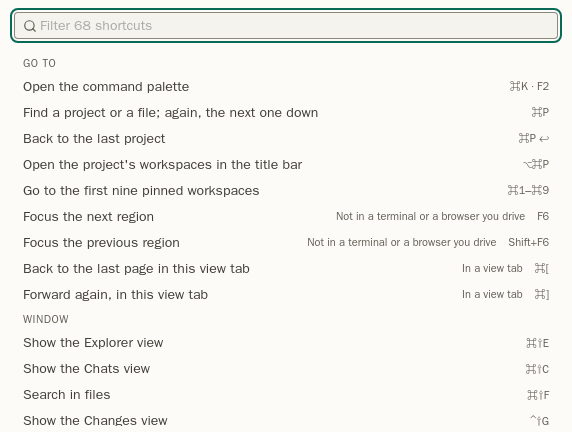 Filter 68 shortcuts
GO TO
Open the command palette ⌘K · F2
Find a project or a file; again, the next one down ⌘P
Back to the last project ⌘P ↩
Open the project's workspaces in the title bar ⌥⌘P
Go to the first nine pinned workspaces ⌘1–⌘9
Focus the next region Not in a terminal or a browser you drive F6
Focus the previous region Not in a terminal or a browser you drive Shift+F6
Back to the last page in this view tab In a view tab ⌘[
Forward again, in this view tab In a view tab ⌘]
WINDOW
Show the Explorer view ⌘⇧E
Show the Chats view ⌘⇧C
Search in files ⌘⇧F
Show the Changes view ⌃⇧G